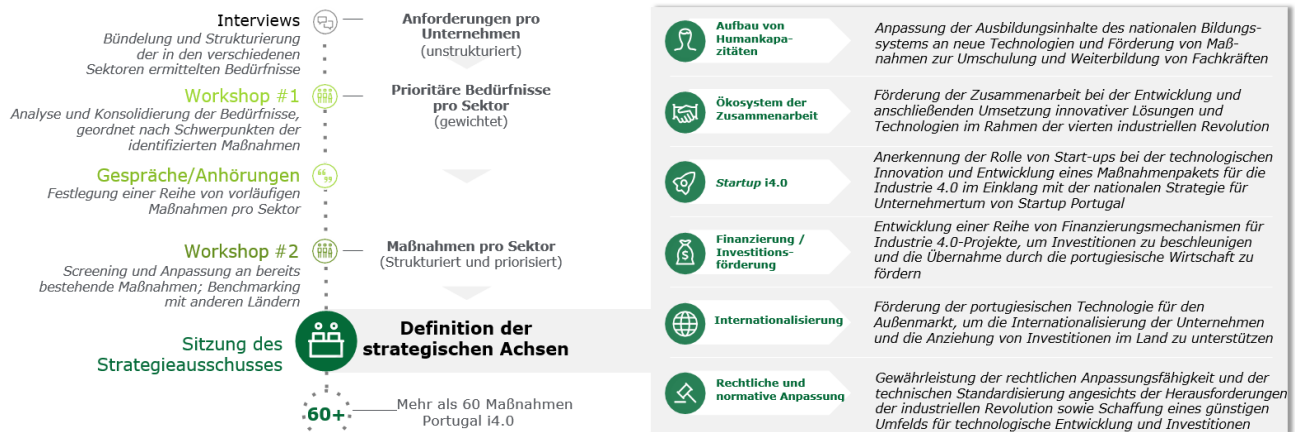 Interviews
Bündelung und Strukturierung
der in den verschiedenen
Sektoren ermittelten Bedürfnisse
Anforderungen pro
Unternehmen
(unstrukturiert)
Workshop #1
Analyse und Konsolidierung der Bedürfnisse,
geordnet nach Schwerpunkten der
identifizierten Maßnahmen
Prioritäre Bedürfnisse
pro Sektor
(gewichtet)
Gespräche/Anhörungen
Festlegung einer Reihe von vorläufigen
Maßnahmen pro Sektor
Workshop #2
Screening und Anpassung an bereits
bestehende Maßnahmen; Benchmarking
mit anderen Ländern
Maßnahmen pro Sektor
(Strukturiert und priorisiert)
Sitzung des
Strategieausschusses
Definition der
strategischen Achsen
60+
Mehr als 60 Maßnahmen
Portugal i4.0
Aufbau von
Humankapa-
zitäten
Anpassung der Ausbildungsinhalte des nationalen Bildungs-
systems an neue Technologien und Förderung von Maß-
nahmen zur Umschulung und Weiterbildung von Fachkräften
Ökosystem der
Zusammenarbeit
Förderung der Zusammenarbeit bei der Entwicklung und
anschließenden Umsetzung innovativer Lösungen und
Technologien im Rahmen der vierten industriellen Revolution
Startup i4.0
Anerkennung der Rolle von Start-ups bei der technologischen
Innovation und Entwicklung eines Maßnahmenpakets für die
Industrie 4.0 im Einklang mit der nationalen Strategie für
Unternehmertum von Startup Portugal
Finanzierung /
Investitions-
förderung
Entwicklung einer Reihe von Finanzierungsmechanismen für
Industrie 4.0-Projekte, um Investitionen zu beschleunigen
und die Übernahme durch die portugiesische Wirtschaft zu
fördern
Internationalisierung
Förderung der portugiesischen Technologie für den
Außenmarkt, um die Internationalisierung der Unternehmen
und die Anziehung von Investitionen im Land zu unterstützen
Rechtliche und
normative Anpassung
Gewährleistung der rechtlichen Anpassungsfähigkeit und der
technischen Standardisierung angesichts der Herausforderungen
der industriellen Revolution sowie Schaffung eines günstigen
Umfelds für technologische Entwicklung und Investitionen